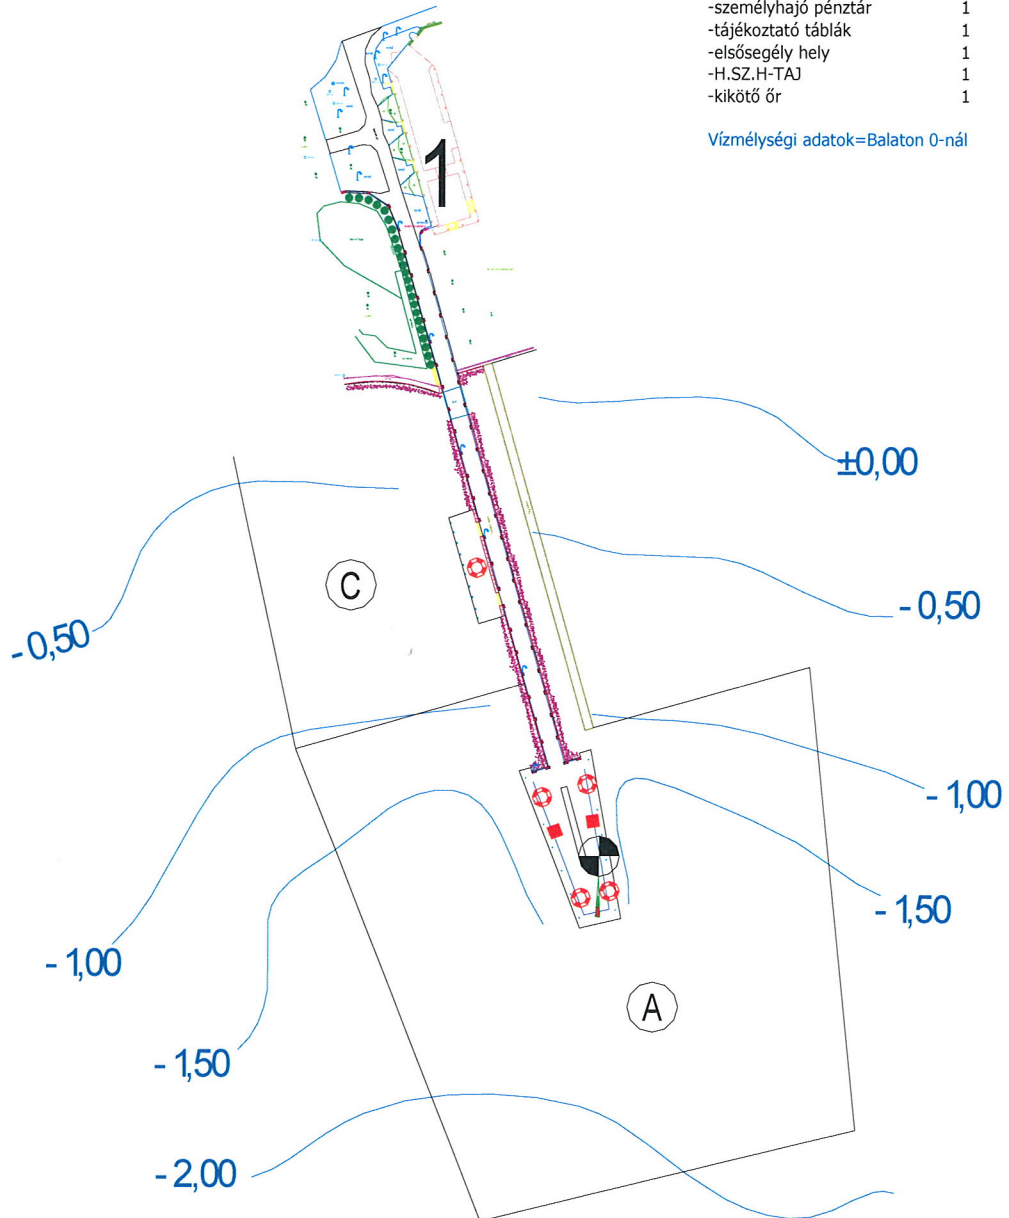 -személyhajó pénztár 1
-tájékoztató táblák 1
-elsősegély hely 1
-H.SZ.H-TAJ 1
-kikötő őr 1
Vízmélységi adatok=Balaton 0-nál
1
±0,00
C
-0,50
-0,50
-1,00
-1,00
-1,50
A
-1,50
-2,00